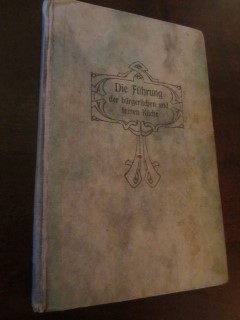 Die Führung
der bürgerlichen und
feinen Küche